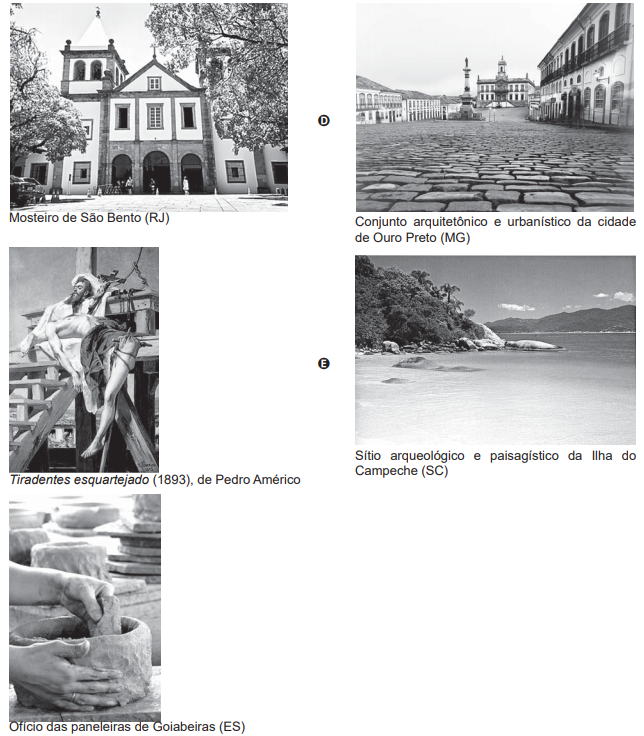 Mosteiro de São Bento (RJ)
Tiradentes esquartejado (1893), de Pedro Américo
Ofício das paneleiras de Goiabeiras (ES)
D
Conjunto arquitetônico e urbanístico da cidade
de Ouro Preto (MG)
E
Sítio arqueológico e paisagístico da Ilha do
Campeche (SC)